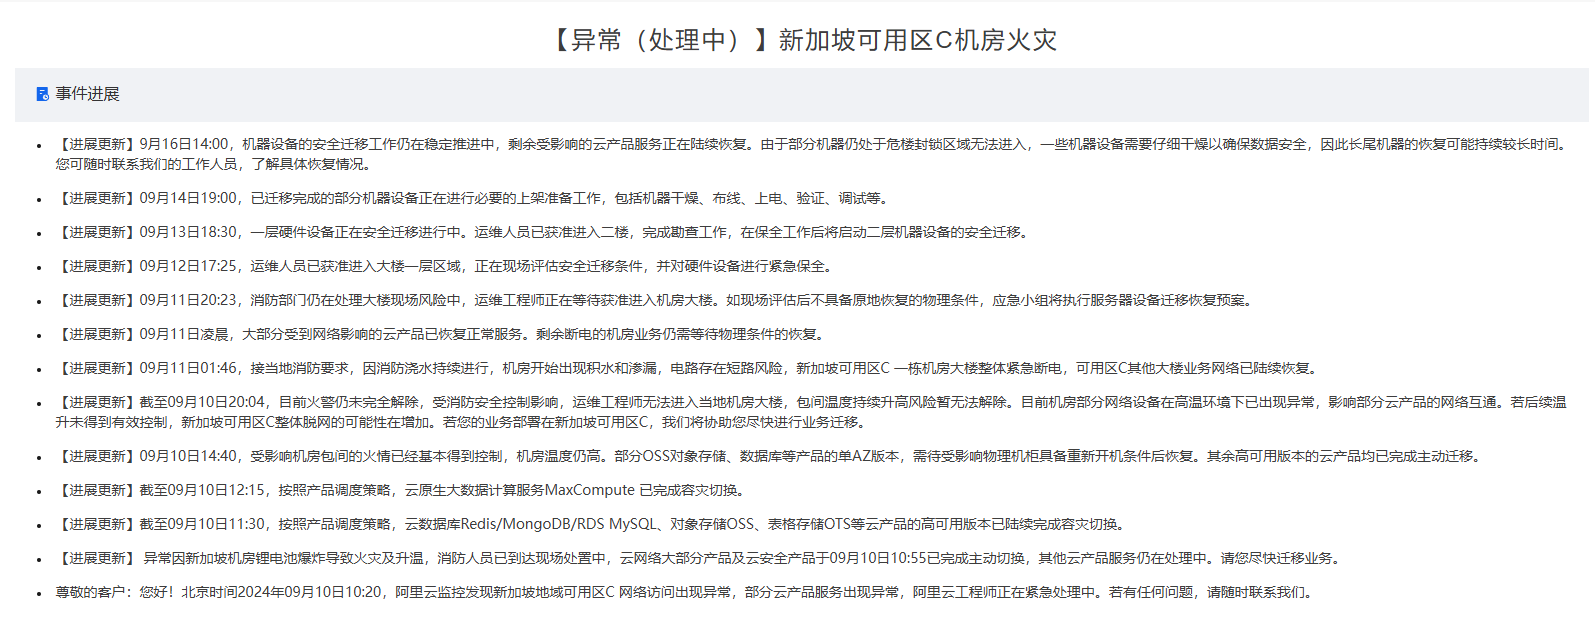 【异常（处理中）】新加坡可用区C机房火灾
事件进展
【进展更新】9月16日14:00，机器设备的安全迁移工作仍在稳定推进中，剩余受影响的云产品服务正在陆续恢复。由于部分机器仍处于危楼封锁区域无法进入，一些机器设备需要仔细干燥以确保数据安全，因此长尾机器的恢复可能持续较长时间。
您可随时联系我们的工作人员，了解具体恢复情况。
【进展更新】09月14日19:00，已迁移完成的部分机器设备正在进行必要的上架准备工作，包括机器干燥、布线、上电、验证、调试等。
【进展更新】09月13日18:30，一层硬件设备正在安全迁移进行中。运维人员已获准进入二楼，完成勘查工作，在保全工作后将启动二层机器设备的安全迁移。
【进展更新】09月12日17:25，运维人员已获准进入大楼一层区域，正在现场评估安全迁移条件，并对硬件设备进行紧急保全。
【进展更新】09月11日20:23，消防部门仍在处理大楼现场风险中，运维工程师正在等待获准进入机房大楼。如现场评估后不具备原地恢复的物理条件，应急小组将执行服务器设备迁移恢复预案。
【进展更新】09月11日凌晨，大部分受到网络影响的云产品已恢复正常服务。剩余断电的机房业务仍需等待物理条件的恢复。
【进展更新】09月11日01:46，接当地消防要求，因消防浇水持续进行，机房开始出现积水和渗漏，电路存在短路风险，新加坡可用区C 一栋机房大楼整体紧急断电，可用区C其他大楼业务网络已陆续恢复。
【进展更新】截至09月10日20:04，目前火警仍未完全解除，受消防安全控制影响，运维工程师无法进入当地机房大楼，包间温度持续升高风险暂无法解除。目前机房部分网络设备在高温环境下已出现异常，影响部分云产品的网络互通。若后续温
升未得到有效控制，新加坡可用区C整体脱网的可能性在增加。若您的业务部署在新加坡可用区C，我们将协助您尽快进行业务迁移。
【进展更新】09月10日14:40，受影响机房包间的火情已经基本得到控制，机房温度仍高。部分OSS对象存储、数据库等产品的单AZ版本，需待受影响物理机柜具备重新开机条件后恢复。其余高可用版本的云产品均已完成主动迁移。
【进展更新】截至09月10日12:15，按照产品调度策略，云原生大数据计算服务MaxCompute 已完成容灾切换。
【进展更新】截至09月10日11:30，按照产品调度策略，云数据库Redis/MongoDB/RDS MySQL、对象存储OSS、表格存储OTS等云产品的高可用版本已陆续完成容灾切换。
【进展更新】 异常因新加坡机房锂电池爆炸导致火灾及升温，消防人员已到达现场处置中，云网络大部分产品及云安全产品于09月10日10:55已完成主动切换，其他云产品服务仍在处理中。请您尽快迁移业务。
尊敬的客户：您好！北京时间2024年09月10日10:20，阿里云监控发现新加坡地域可用区C 网络访问出现异常，部分云产品服务出现异常，阿里云工程师正在紧急处理中。若有任何问题，请随时联系我们。